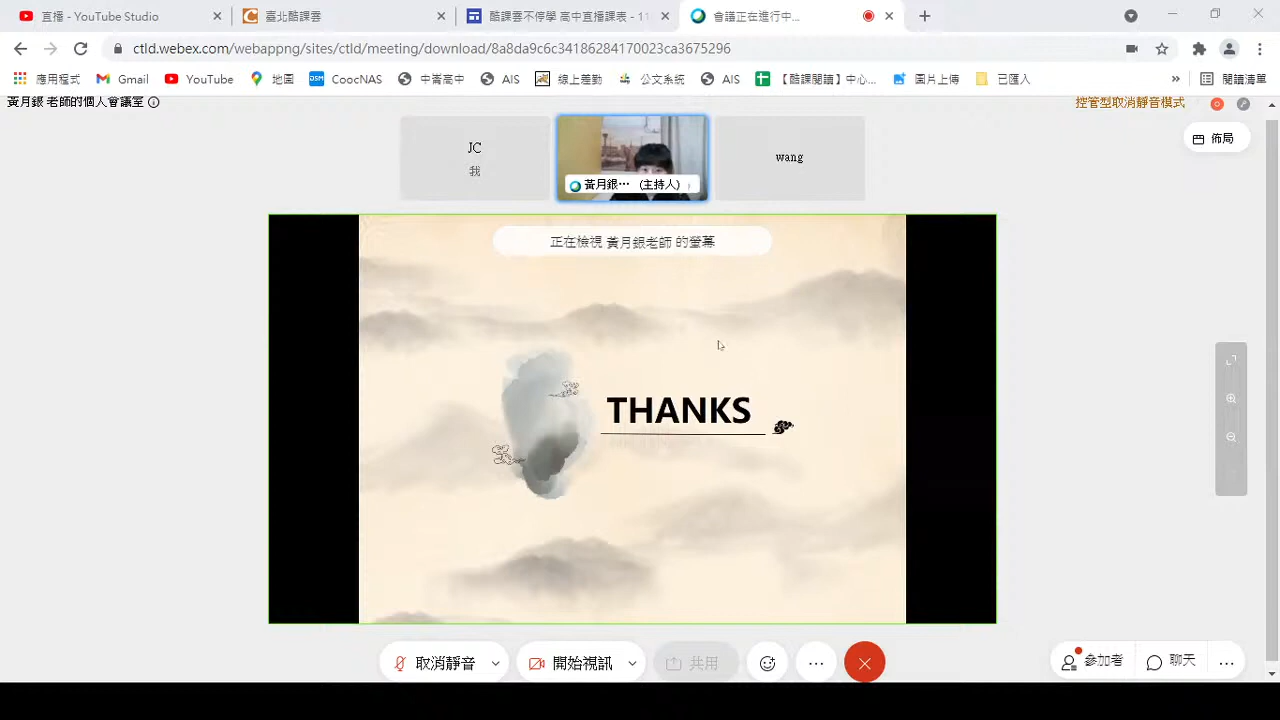 直播 - YouTube Studio
臺北酷課雲
酷課雲不停學 高中直播課表 - 11
會議正在進行中...
ctld.webex.com/webappng/sites/ctld/meeting/download/8a8da9c6c34186284170023ca3675296
應用程式
Gmail
YouTube
地圖
DSM
CoocNAS
中崙高中
AIS
線上差勤
公文系統
AIS
【酷課閱讀】中心...
圖片上傳
已匯入
»
閱讀清單
黃月銀 老師的個人會議室
控管型取消靜音模式
佈局
JC
我
黃月銀… (主持人)
wang
正在檢視 黃月銀老師 的螢幕
THANKS
取消靜音
開始視訊
共用
參加者
聊天